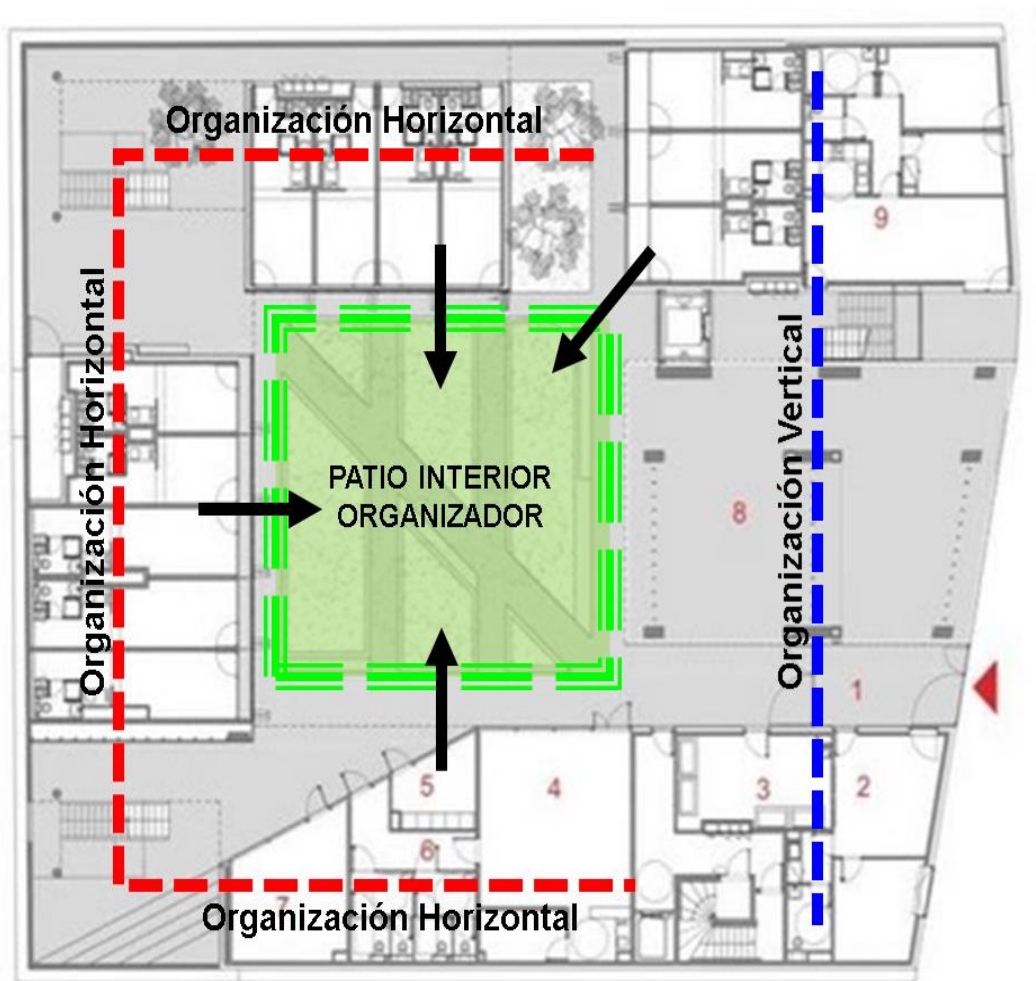 Organización Horizontal
9
Organización Horizontal
Organización Vertical
PATIO INTERIOR
ORGANIZADOR
8
1
5
4
3
2
6
7
Organización Horizontal